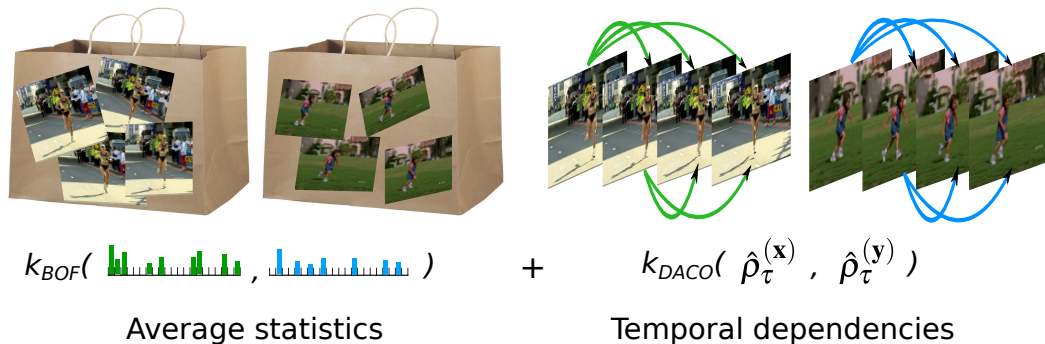 k_BOF( , ) + k_DACO( ρ̂_τ^(x) , ρ̂_τ^(y) )
Average statistics Temporal dependencies